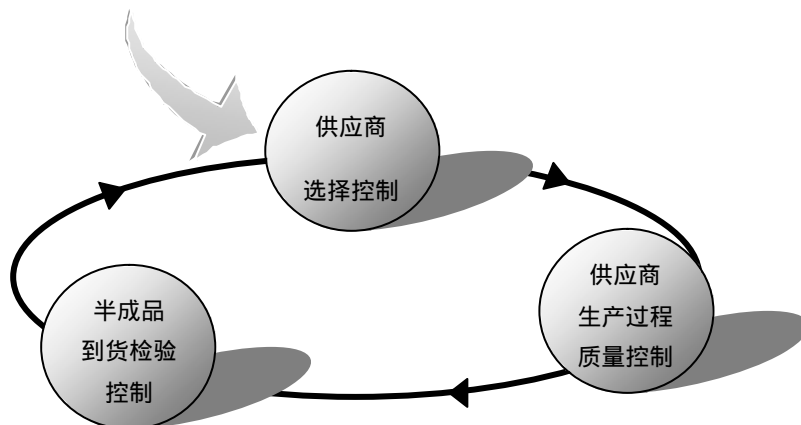 供应商
选择控制
供应商
生产过程
质量控制
半成品
到货检验
控制